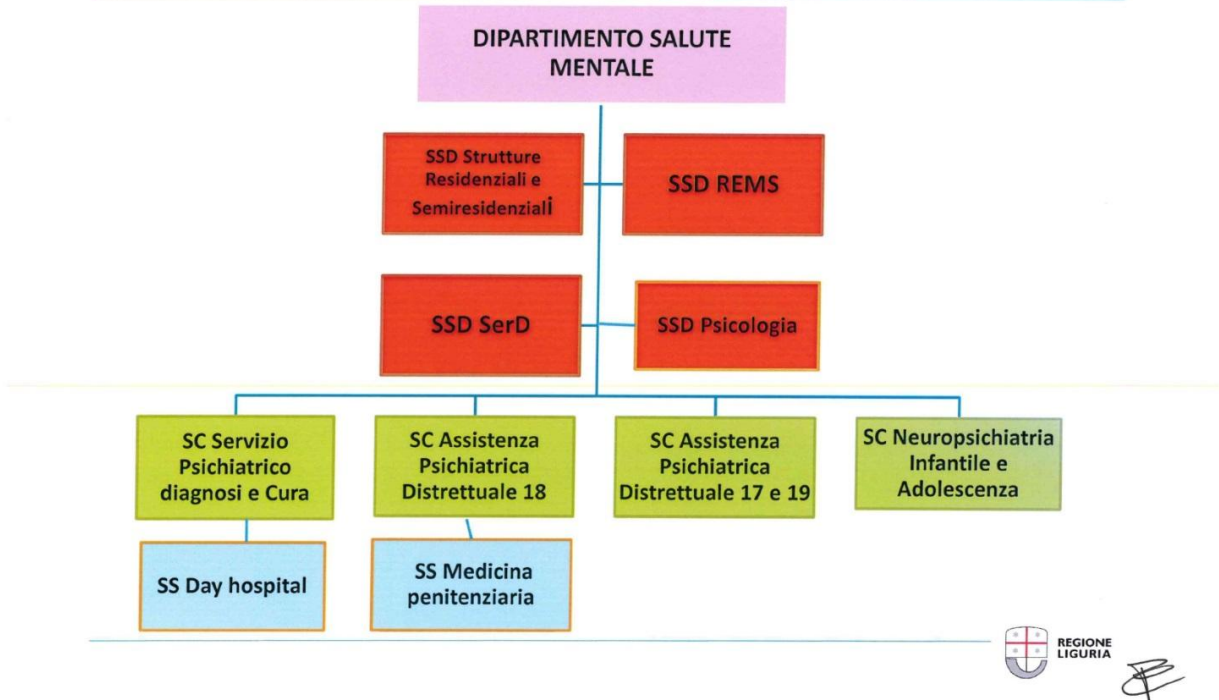 DIPARTIMENTO SALUTE
MENTALE
SSD Strutture
Residenziali e
Semiresidenziali
SSD REMS
SSD SerD
SSD Psicologia
SC Servizio
Psichiatrico
diagnosi e Cura
SC Assistenza
Psichiatrica
Distrettuale 18
SC Assistenza
Psichiatrica
Distrettuale 17 e 19
SC Neuropsichiatria
Infantile e
Adolescenza
SS Day hospital
SS Medicina
penitenziaria
REGIONE
LIGURIA